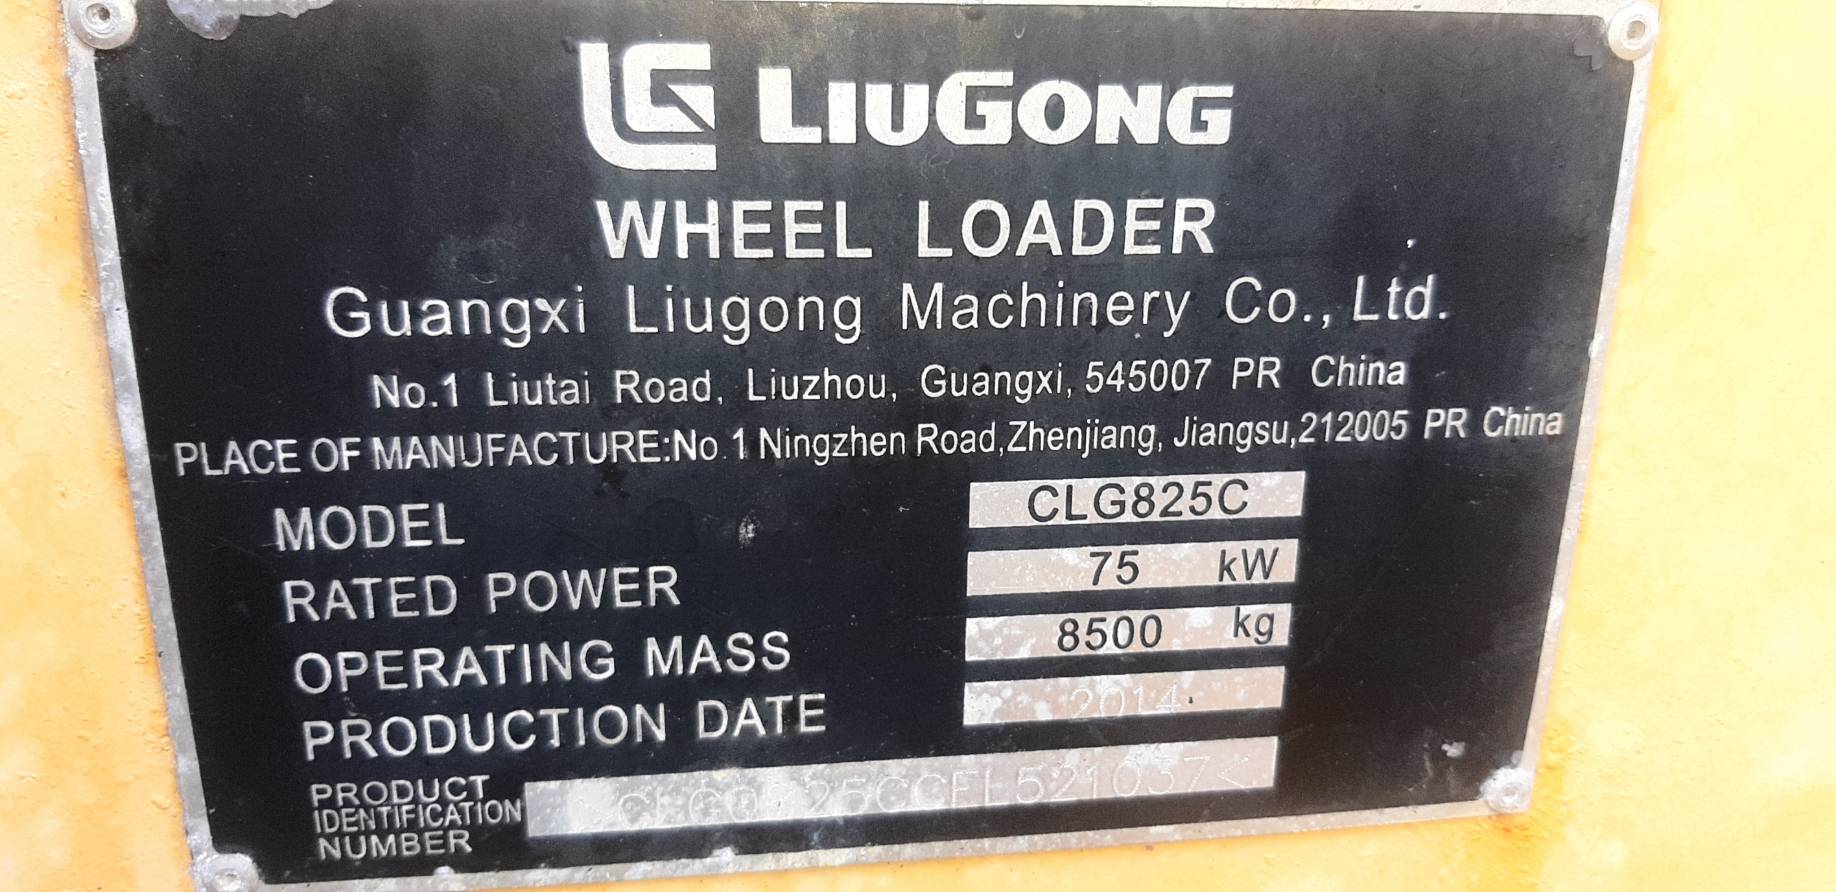 LG LIUGONG
WHEEL LOADER
Guangxi Liugong Machinery Co., Ltd.
No.1 Liutai Road, Liuzhou, Guangxi, 545007 PR China
PLACE OF MANUFACTURE:No.1 Ningzhen Road,Zhenjiang, Jiangsu,212005 PR China
MODEL CLG825C
RATED POWER 75 kW
OPERATING MASS 8500 kg
PRODUCTION DATE 2014.
PRODUCT
IDENTIFICATION
NUMBER